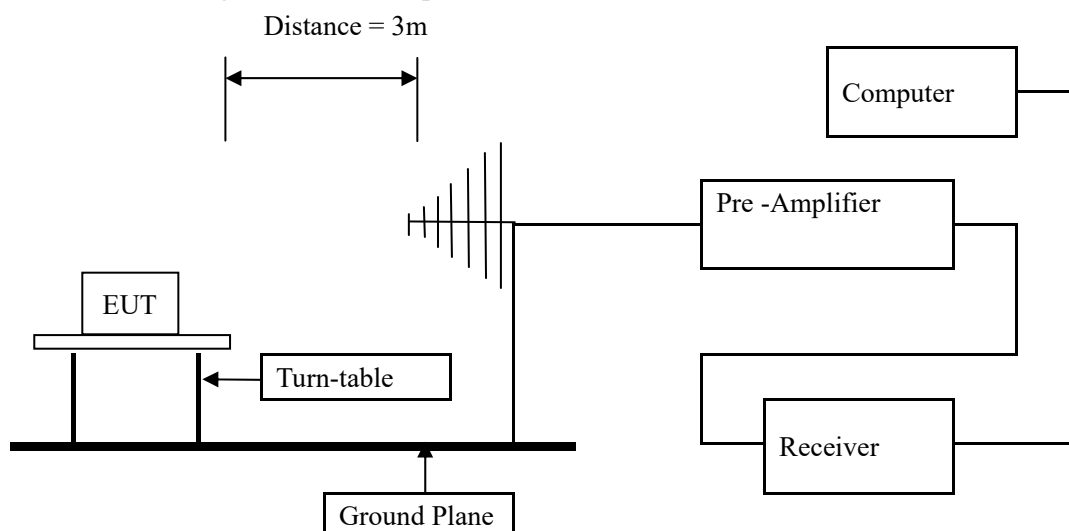 Distance = 3m
Computer
Pre -Amplifier
EUT
Turn-table
Receiver
Ground Plane